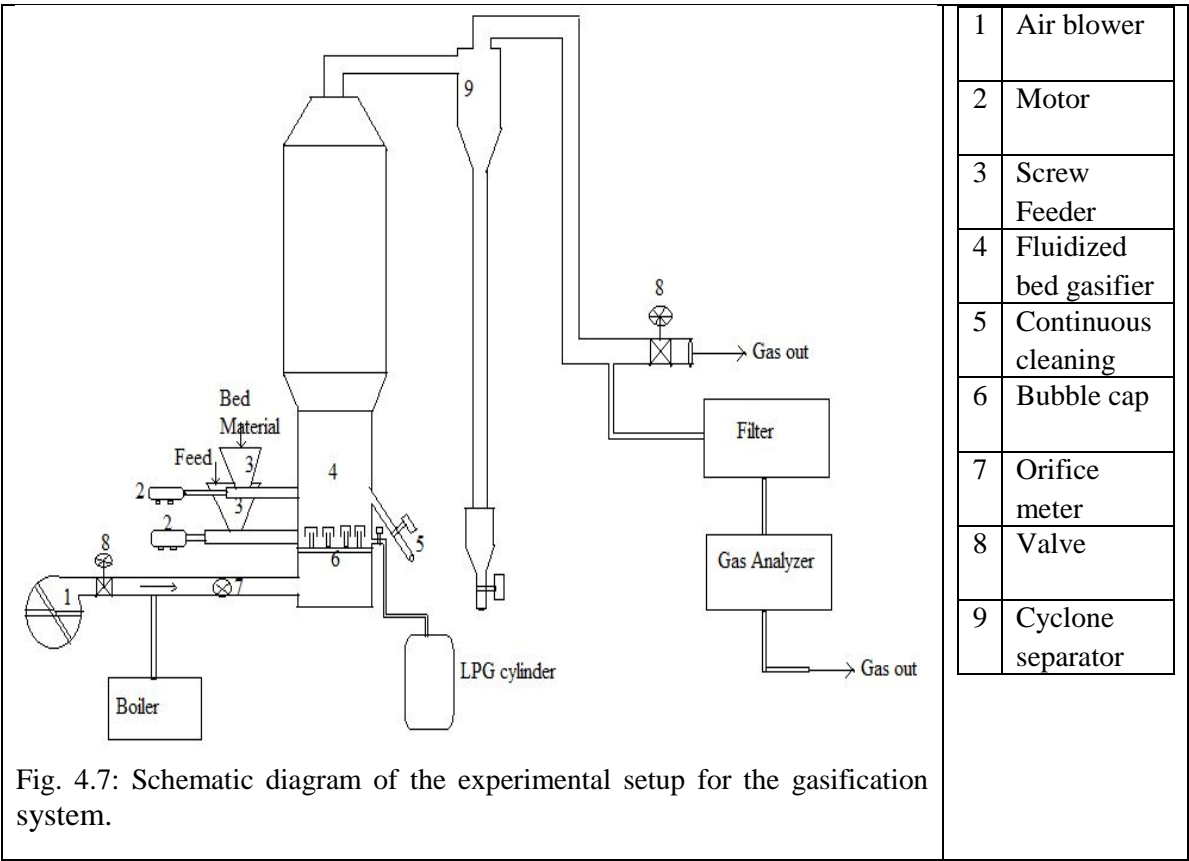 9
8
Gas out
Bed
Material
Feed
3
4
2
3
2
Filter
8
6
5
Gas Analyzer
1
7
LPG cylinder
Gas out
Boiler
Fig. 4.7: Schematic diagram of the experimental setup for the gasification
system.
1 Air blower
2 Motor
3 Screw
Feeder
4 Fluidized
bed gasifier
5 Continuous
cleaning
6 Bubble cap
7 Orifice
meter
8 Valve
9 Cyclone
separator